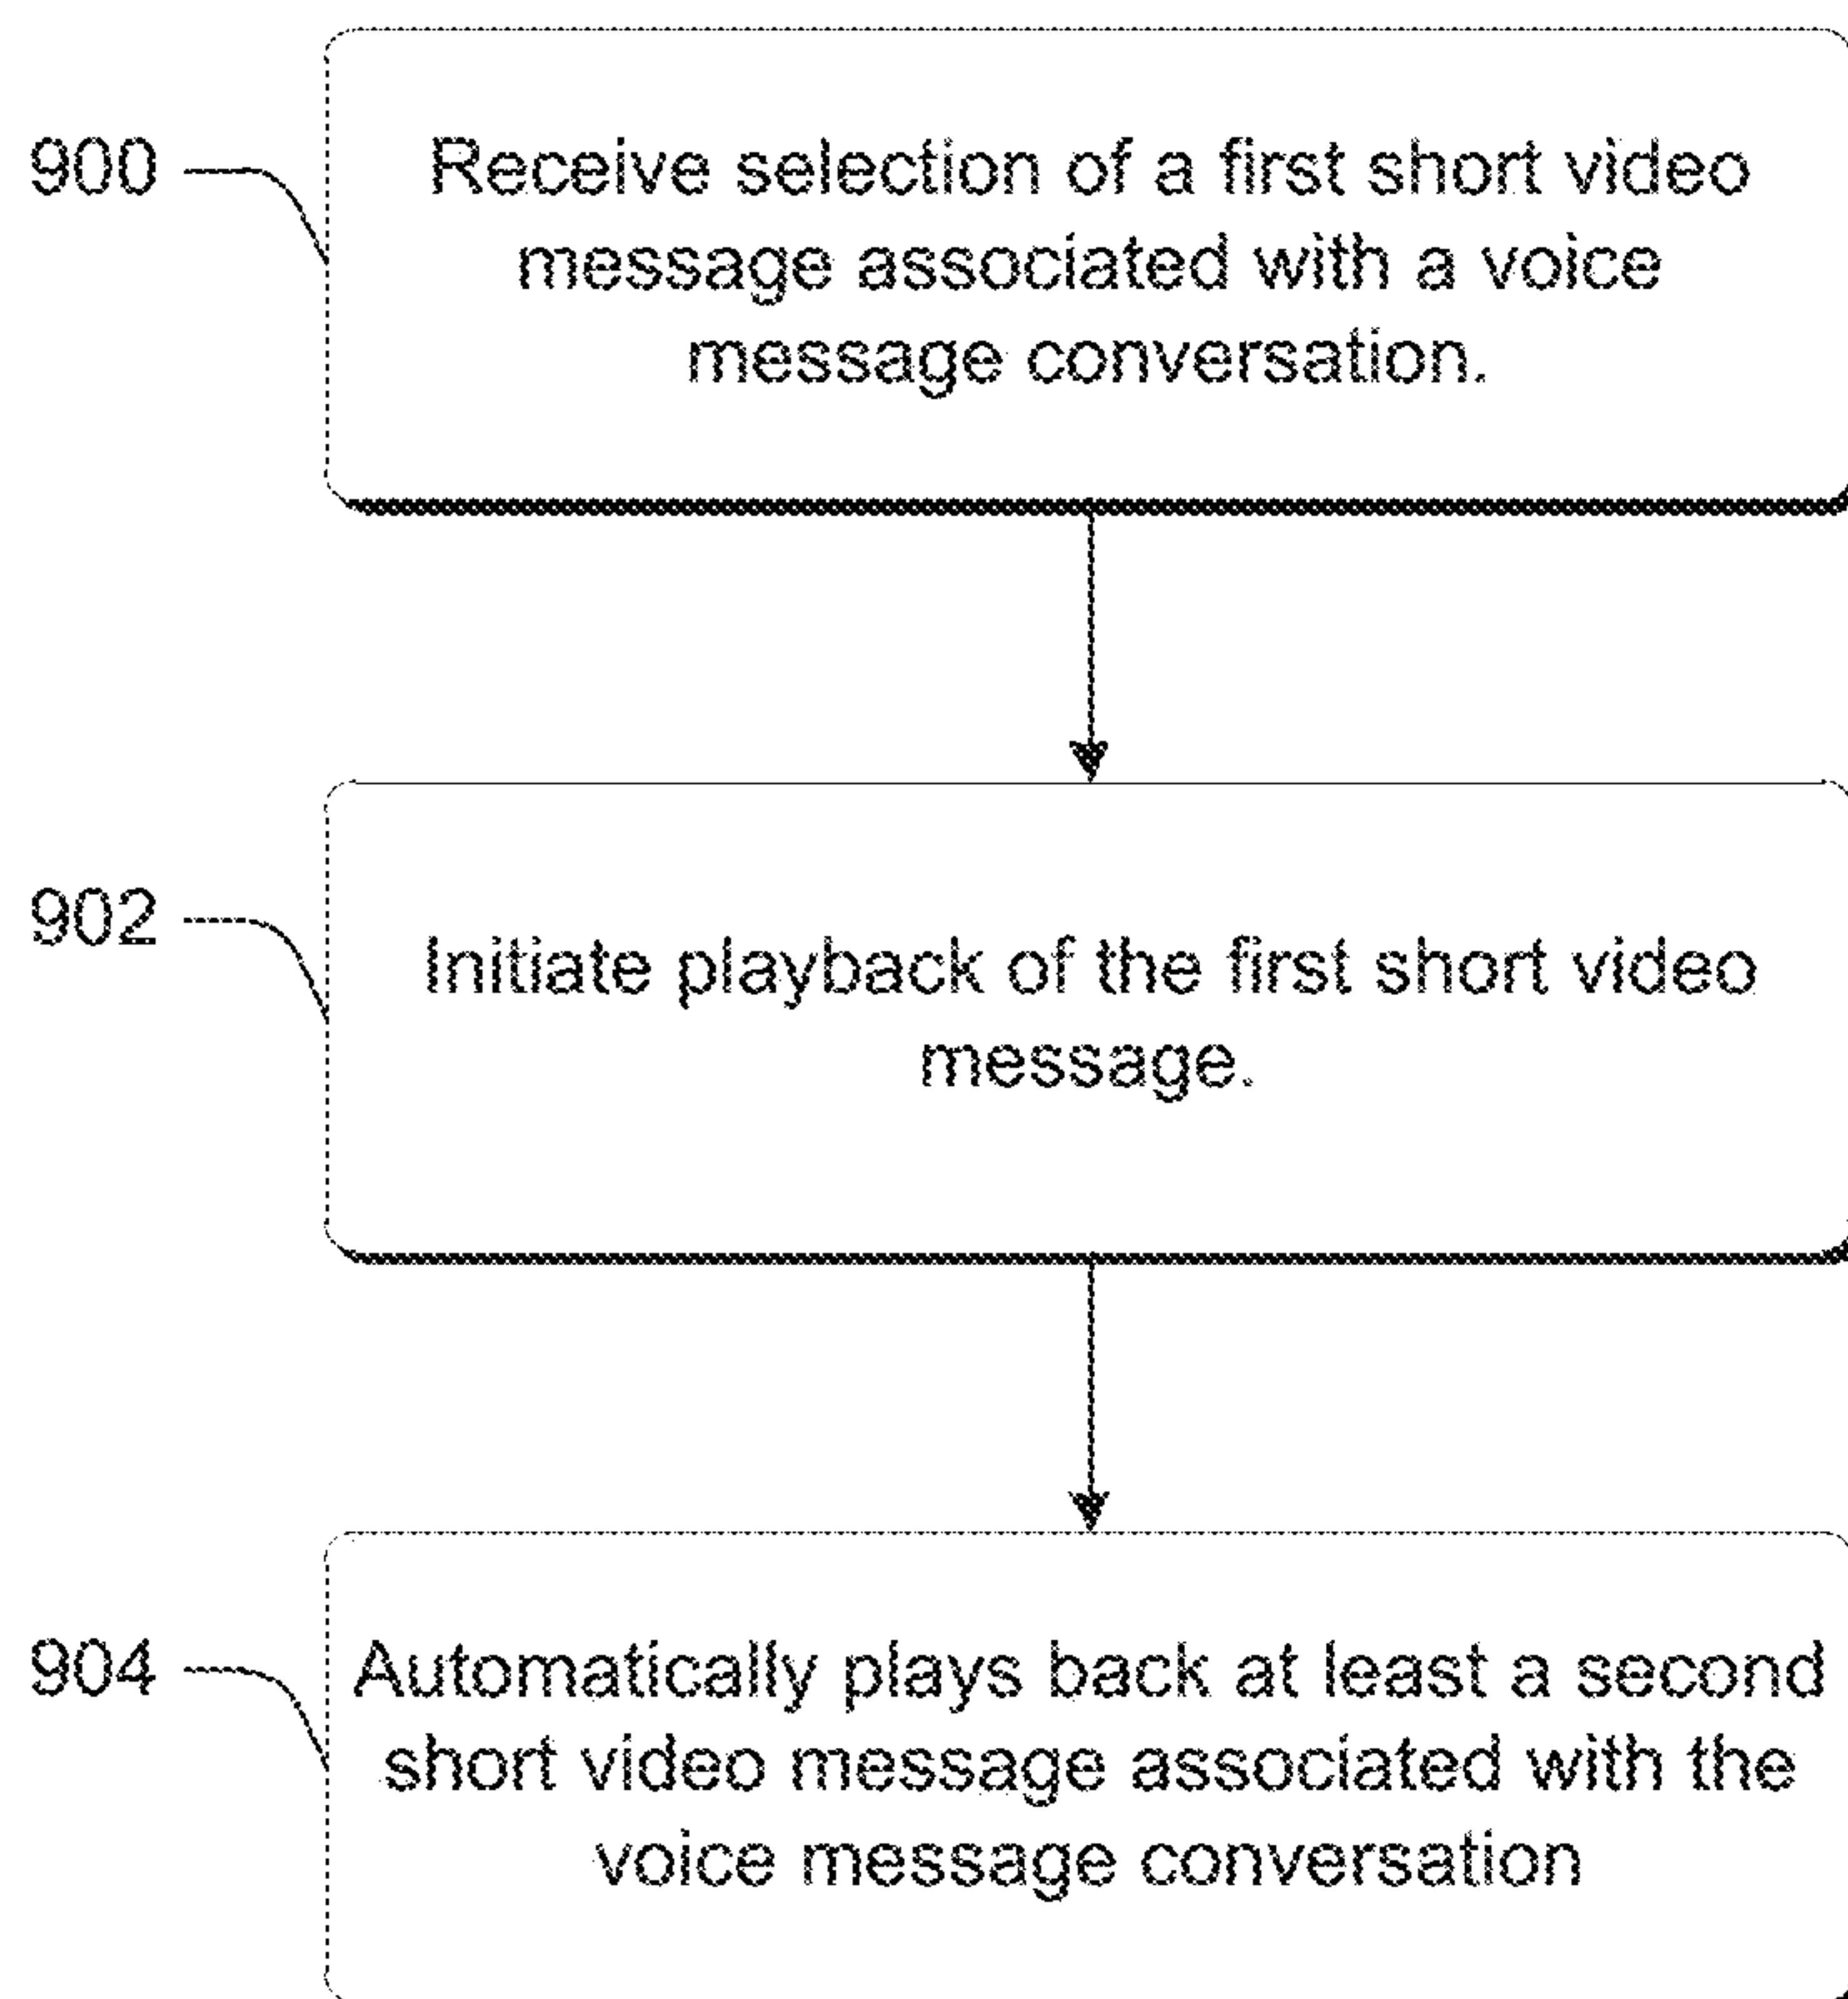 900
Receive selection of a first short video
message associated with a voice
message conversation.
902
Initiate playback of the first short video
message.
904
Automatically plays back at least a second
short video message associated with the
voice message conversation